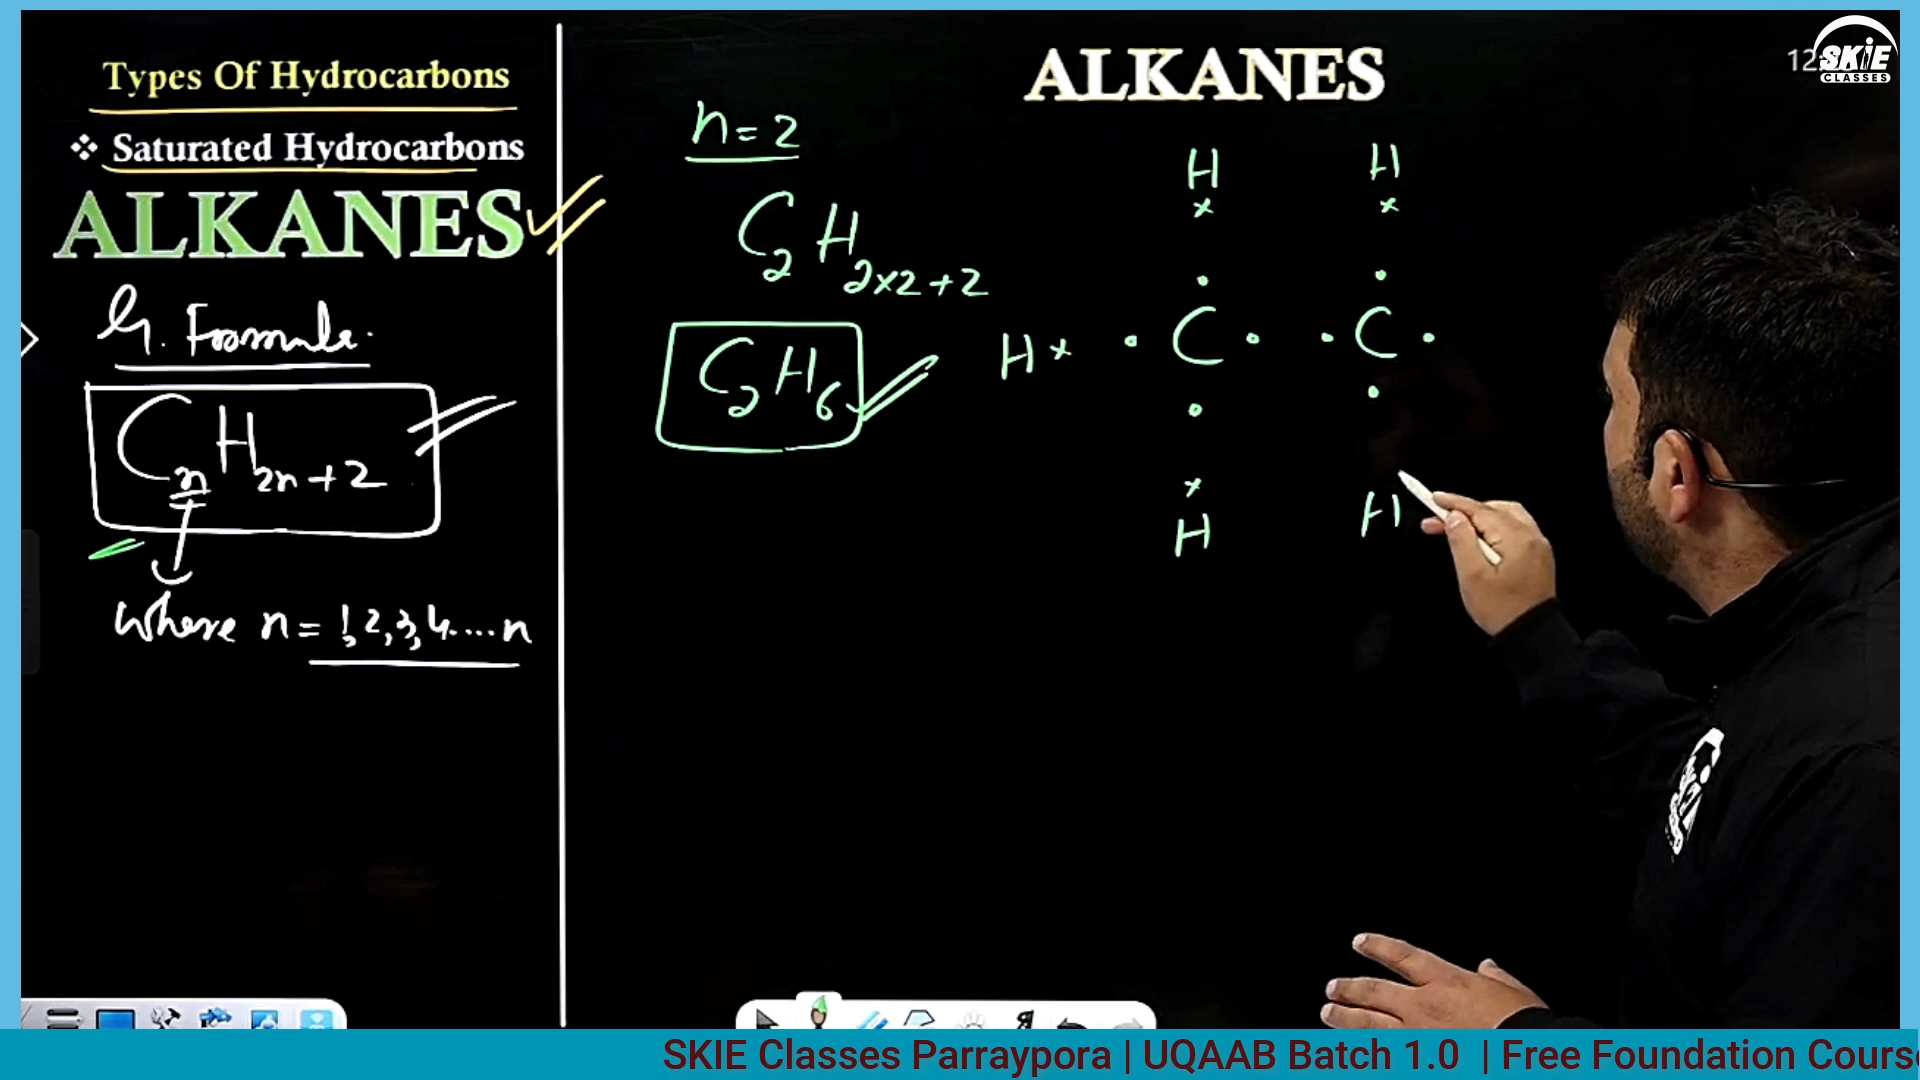 Types Of Hydrocarbons
❖ Saturated Hydrocarbons
ALKANES
G. Formula.
CnH2n+2
Where n = 1,2,3,4....n
n=2
C2H2x2+2
C2H6
ALKANES
H H
x x
. .
H x . C . . C .
. .
x
H H
12
SKiE
CLASSES
SKIE Classes Parraypora | UQAAB Batch 1.0 | Free Foundation Course